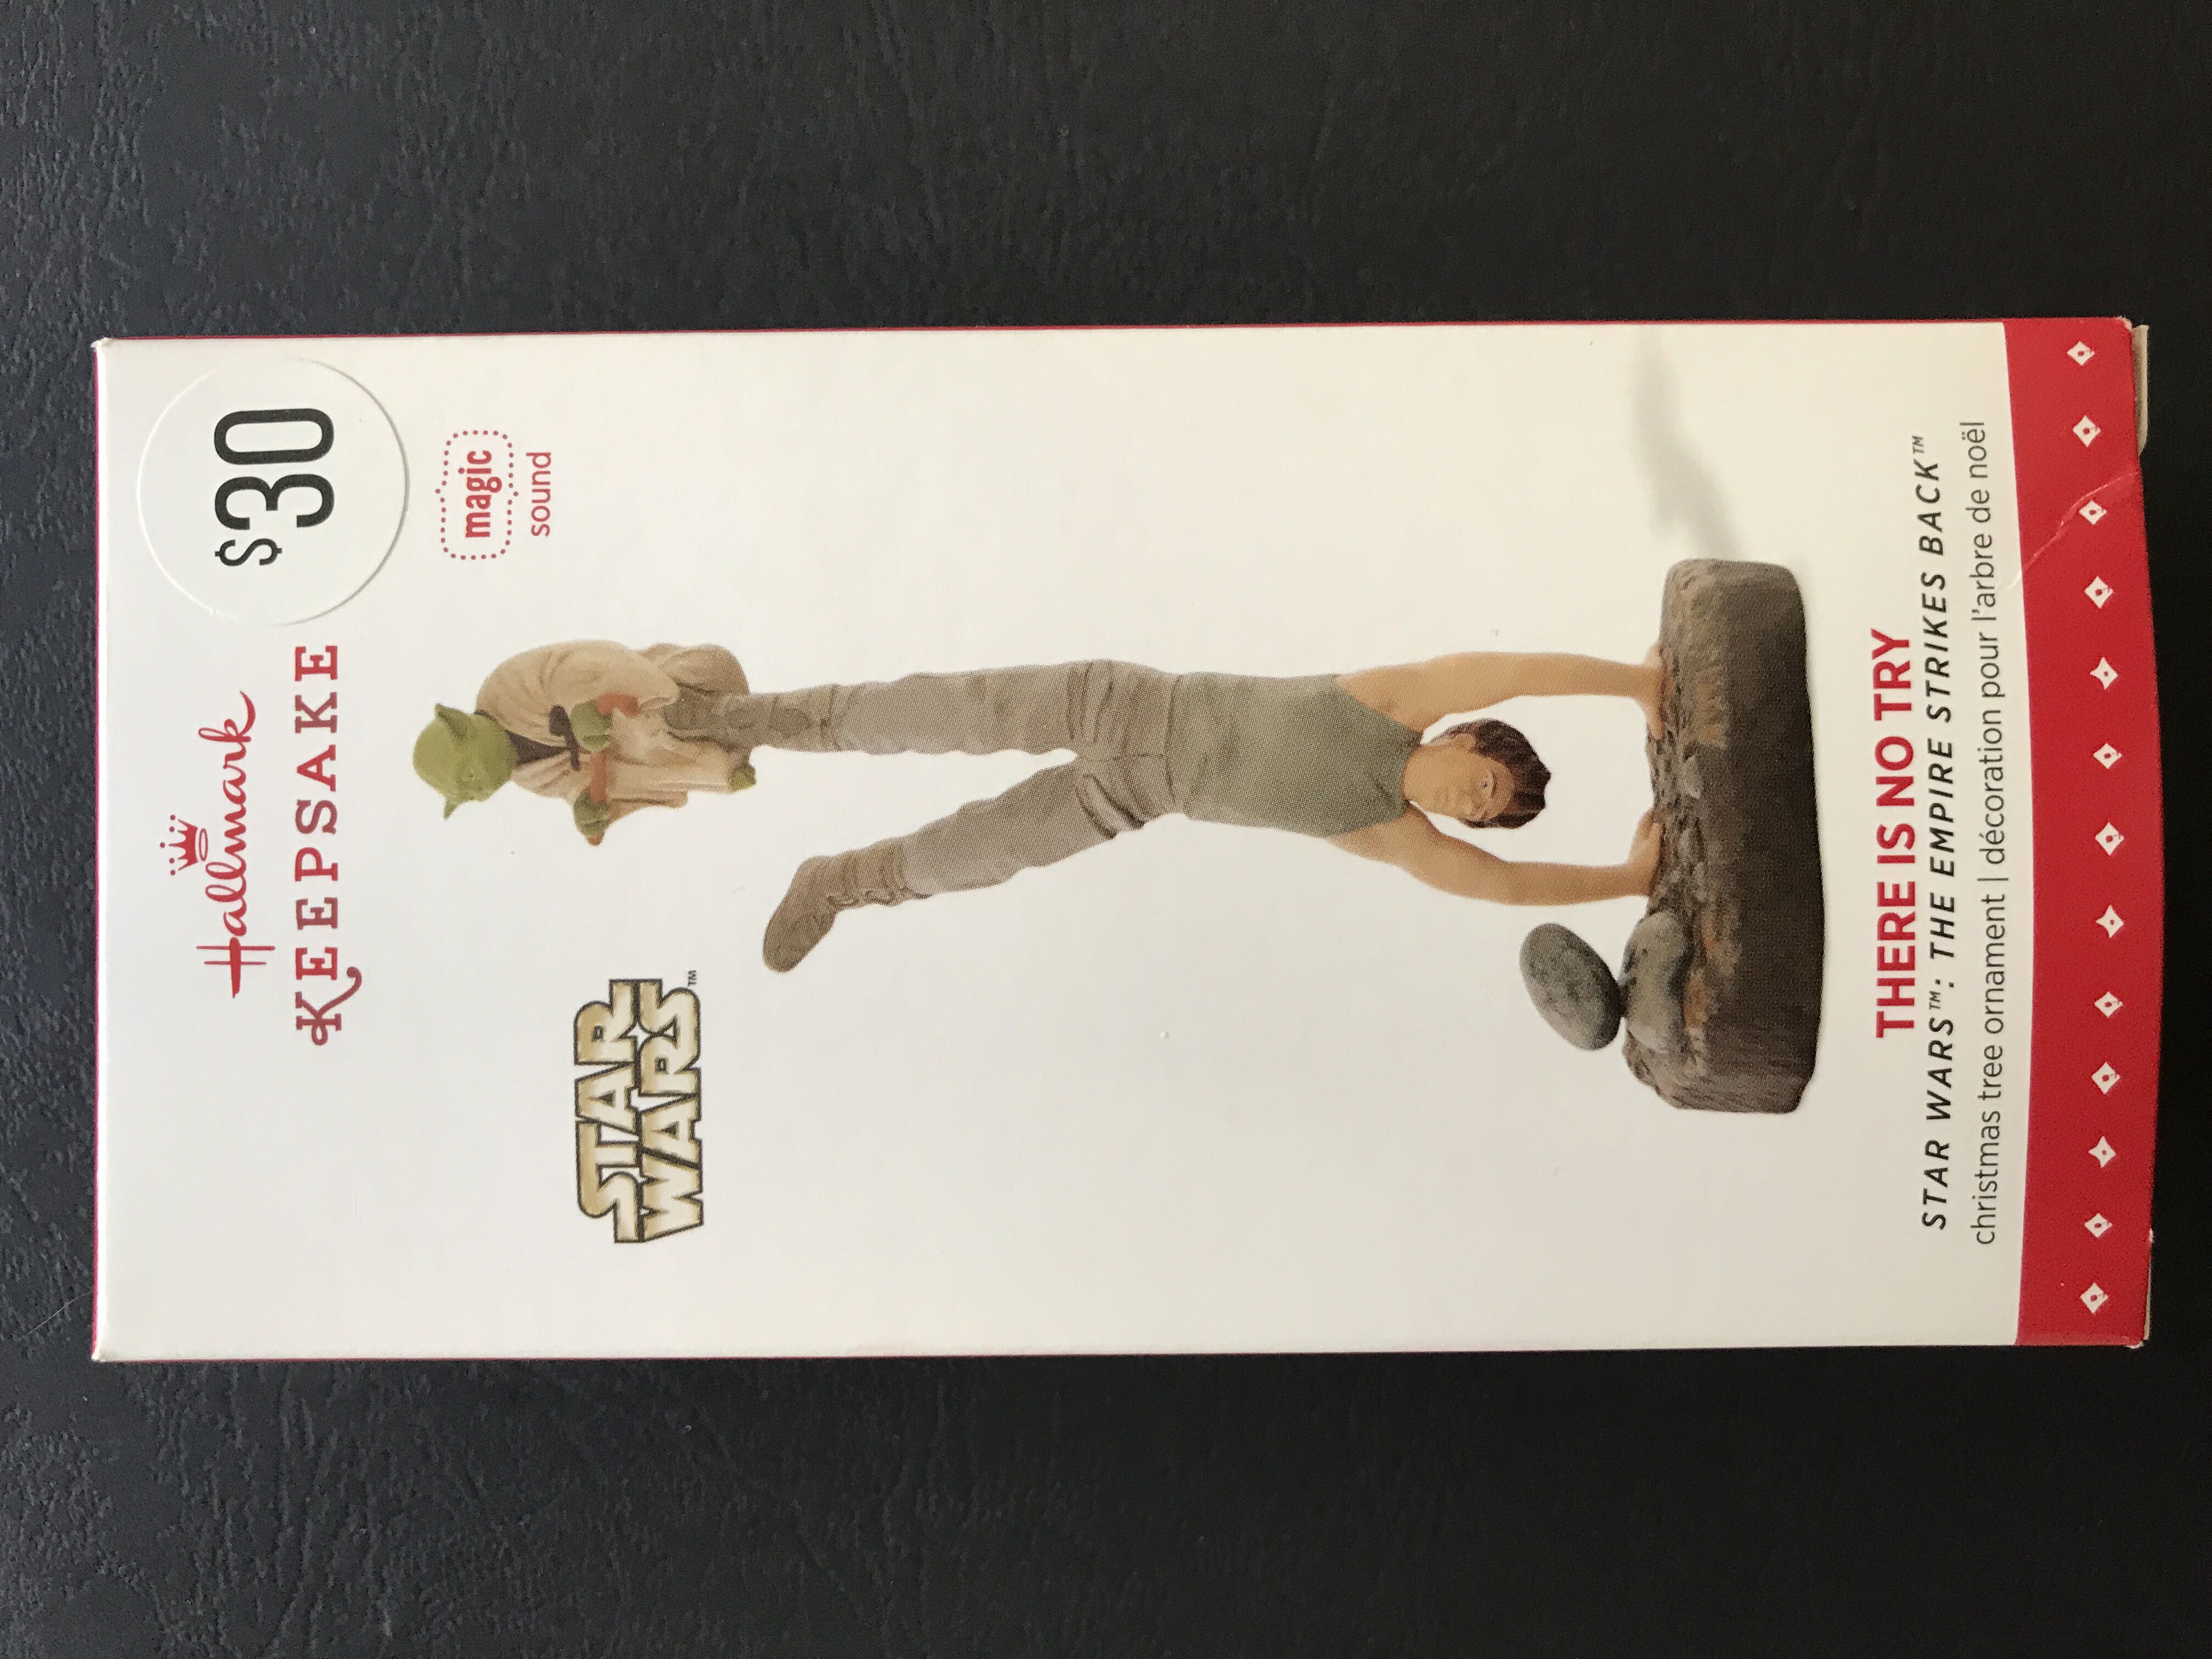 Hallmark
KEEPSAKE
$30
magic
sound
STAR
WARS™
THERE IS NO TRY
STAR WARS™: THE EMPIRE STRIKES BACK™
christmas tree ornament | décoration pour l'arbre de noël